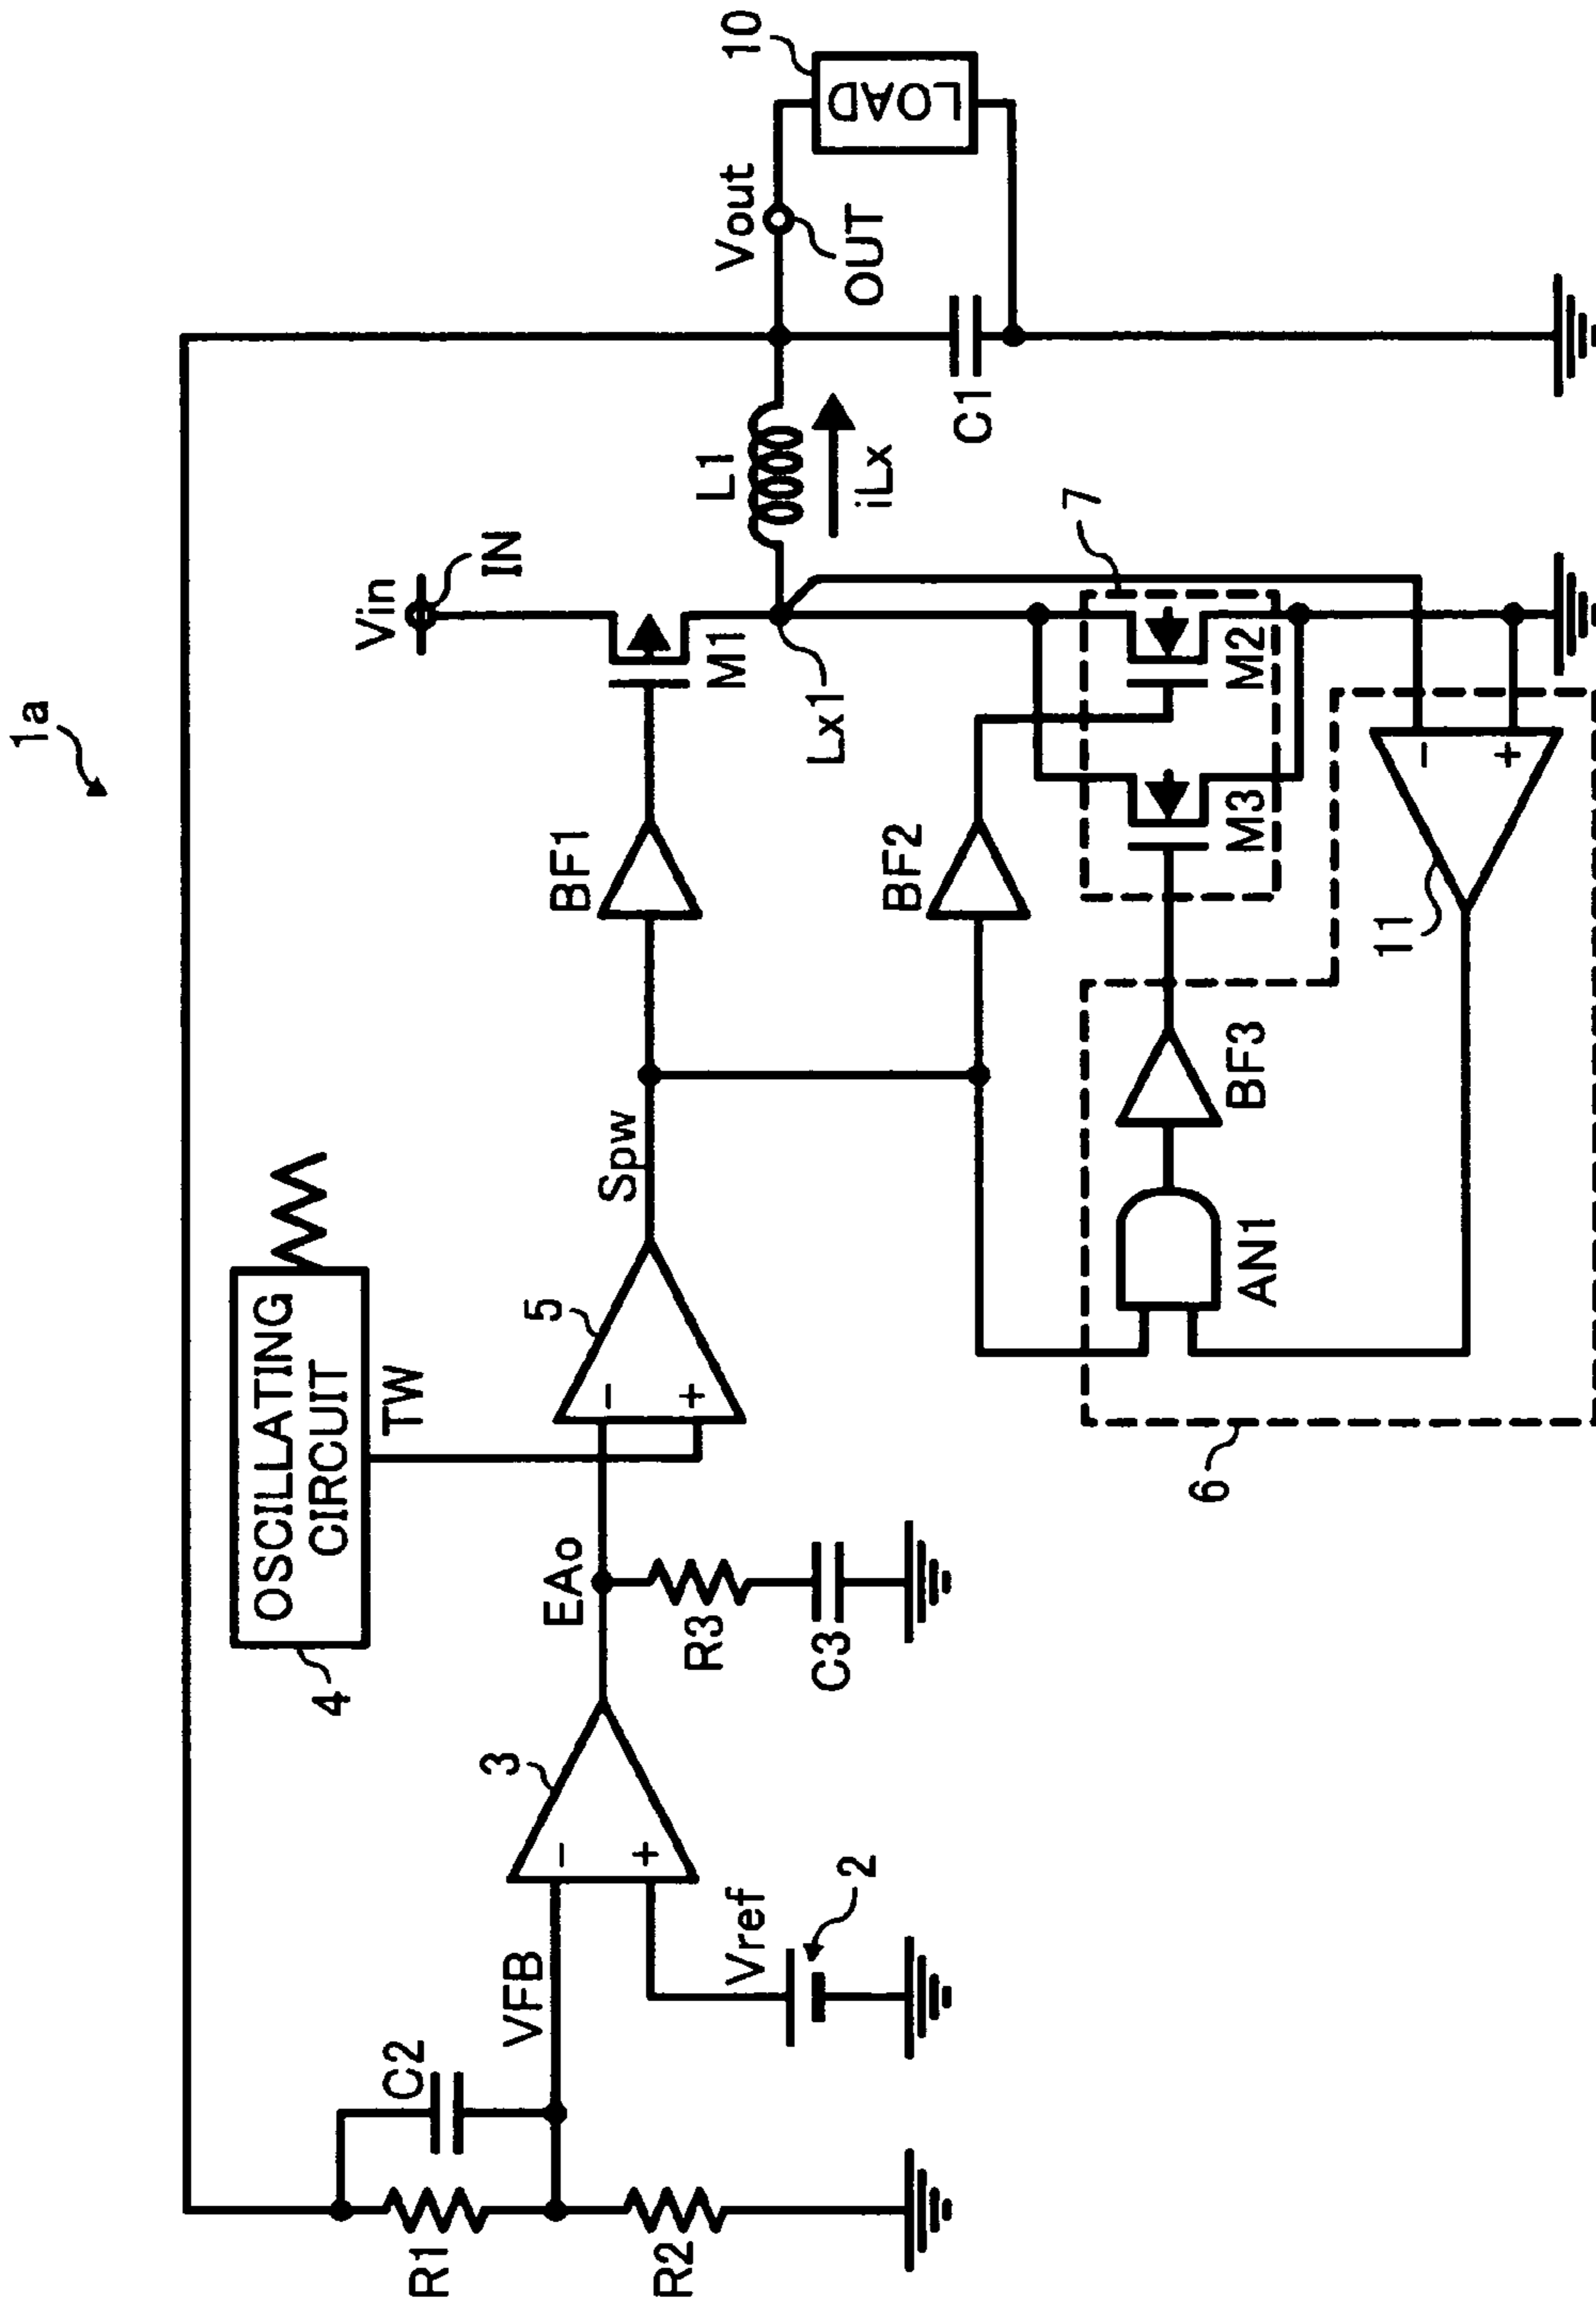 1a
Vin
IN
OSCILLATING
CIRCUIT
4
TW
C2
R1
VFB
3
EAo
5
Spw
BF1
M1
L1
iLx
Vout
10
LOAD
OUT
Lx1
R2
Vref
2
-
+
R3
C3
-
+
BF2
C1
7
M3
M2
6
AN1
BF3
11
-
+